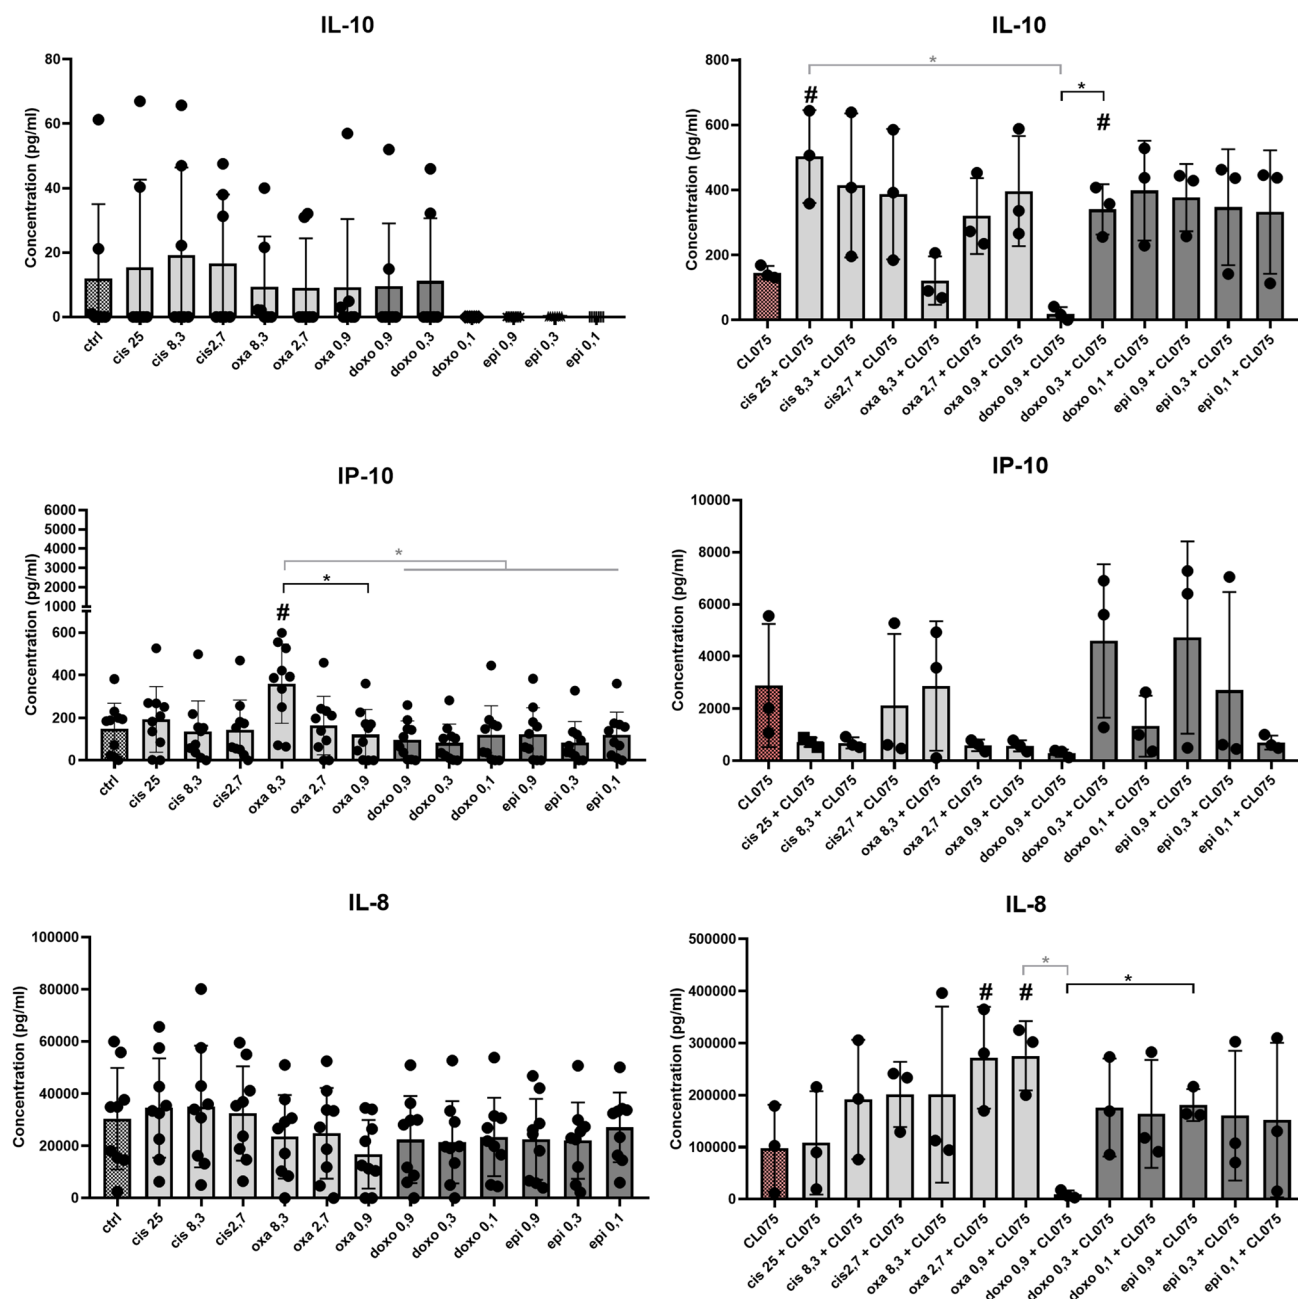 IL-10
Concentration (pg/ml)
80
60
40
20
0
ctrl
cis 25
cis 8,3
cis2,7
oxa 8,3
oxa 2,7
oxa 0,9
doxo 0,9
doxo 0,3
doxo 0,1
epi 0,9
epi 0,3
epi 0,1
IL-10
Concentration (pg/ml)
800
600
400
200
0
*
*
#
#
CL075
cis 25 + CL075
cis 8,3 + CL075
cis2,7 + CL075
oxa 8,3 + CL075
oxa 2,7 + CL075
oxa 0,9 + CL075
doxo 0,9 + CL075
doxo 0,3 + CL075
doxo 0,1 + CL075
epi 0,9 + CL075
epi 0,3 + CL075
epi 0,1 + CL075
IP-10
Concentration (pg/ml)
6000
5000
4000
3000
2000
1000
600
400
200
0
*
*
#
ctrl
cis 25
cis 8,3
cis2,7
oxa 8,3
oxa 2,7
oxa 0,9
doxo 0,9
doxo 0,3
doxo 0,1
epi 0,9
epi 0,3
epi 0,1
IP-10
Concentration (pg/ml)
10000
8000
6000
4000
2000
0
CL075
cis 25 + CL075
cis 8,3 + CL075
cis2,7 + CL075
oxa 8,3 + CL075
oxa 2,7 + CL075
oxa 0,9 + CL075
doxo 0,9 + CL075
doxo 0,3 + CL075
doxo 0,1 + CL075
epi 0,9 + CL075
epi 0,3 + CL075
epi 0,1 + CL075
IL-8
Concentration (pg/ml)
100000
80000
60000
40000
20000
0
ctrl
cis 25
cis 8,3
cis2,7
oxa 8,3
oxa 2,7
oxa 0,9
doxo 0,9
doxo 0,3
doxo 0,1
epi 0,9
epi 0,3
epi 0,1
IL-8
Concentration (pg/ml)
500000
400000
300000
200000
100000
0
*
*
#
#
CL075
cis 25 + CL075
cis 8,3 + CL075
cis2,7 + CL075
oxa 8,3 + CL075
oxa 2,7 + CL075
oxa 0,9 + CL075
doxo 0,9 + CL075
doxo 0,3 + CL075
doxo 0,1 + CL075
epi 0,9 + CL075
epi 0,3 + CL075
epi 0,1 + CL075